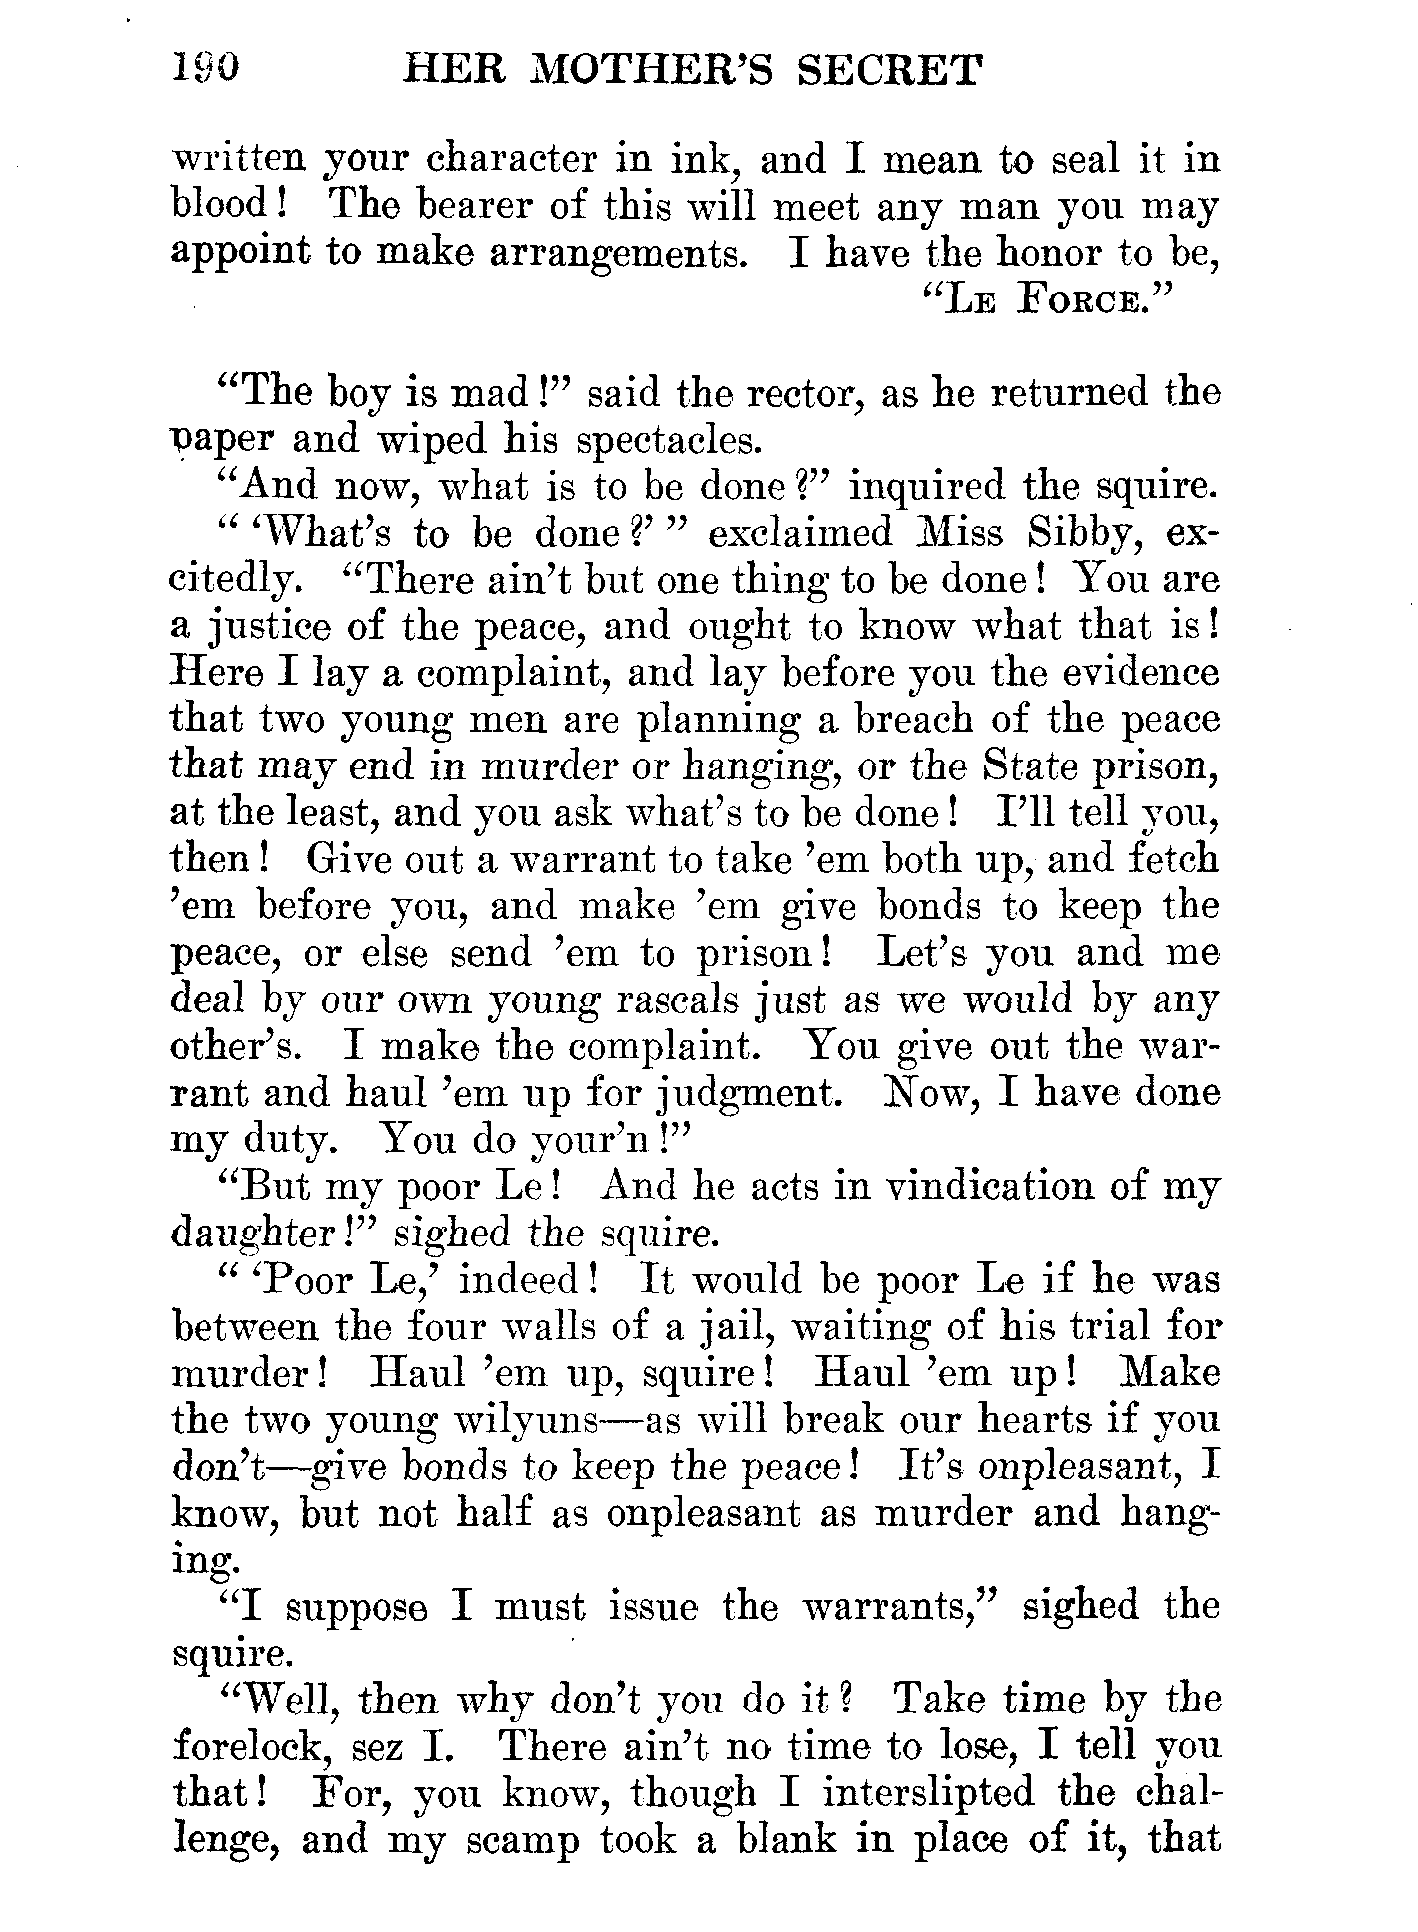 190 HER MOTHER'S SECRET
written your character in ink, and I mean to seal it in
blood! The bearer of this will meet any man you may
appoint to make arrangements. I have the honor to be,
“Le Force.”
“The boy is mad!” said the rector, as he returned the
paper and wiped his spectacles.
“And now, what is to be done?” inquired the squire.
“ ‘What's to be done?’ ” exclaimed Miss Sibby, ex-
citedly. “There ain't but one thing to be done! You are
a justice of the peace, and ought to know what that is!
Here I lay a complaint, and lay before you the evidence
that two young men are planning a breach of the peace
that may end in murder or hanging, or the State prison,
at the least, and you ask what's to be done! I'll tell you,
then! Give out a warrant to take ’em both up, and fetch
’em before you, and make ’em give bonds to keep the
peace, or else send ’em to prison! Let's you and me
deal by our own young rascals just as we would by any
other's. I make the complaint. You give out the war-
rant and haul ’em up for judgment. Now, I have done
my duty. You do your'n!”
“But my poor Le! And he acts in vindication of my
daughter!” sighed the squire.
“ ‘Poor Le,’ indeed! It would be poor Le if he was
between the four walls of a jail, waiting of his trial for
murder! Haul ’em up, squire! Haul ’em up! Make
the two young wilyuns—as will break our hearts if you
don't—give bonds to keep the peace! It's onpleasant, I
know, but not half as onpleasant as murder and hang-
ing.
“I suppose I must issue the warrants,” sighed the
squire.
“Well, then why don't you do it? Take time by the
forelock, sez I. There ain't no time to lose, I tell you
that! For, you know, though I interslipted the chal-
lenge, and my scamp took a blank in place of it, that